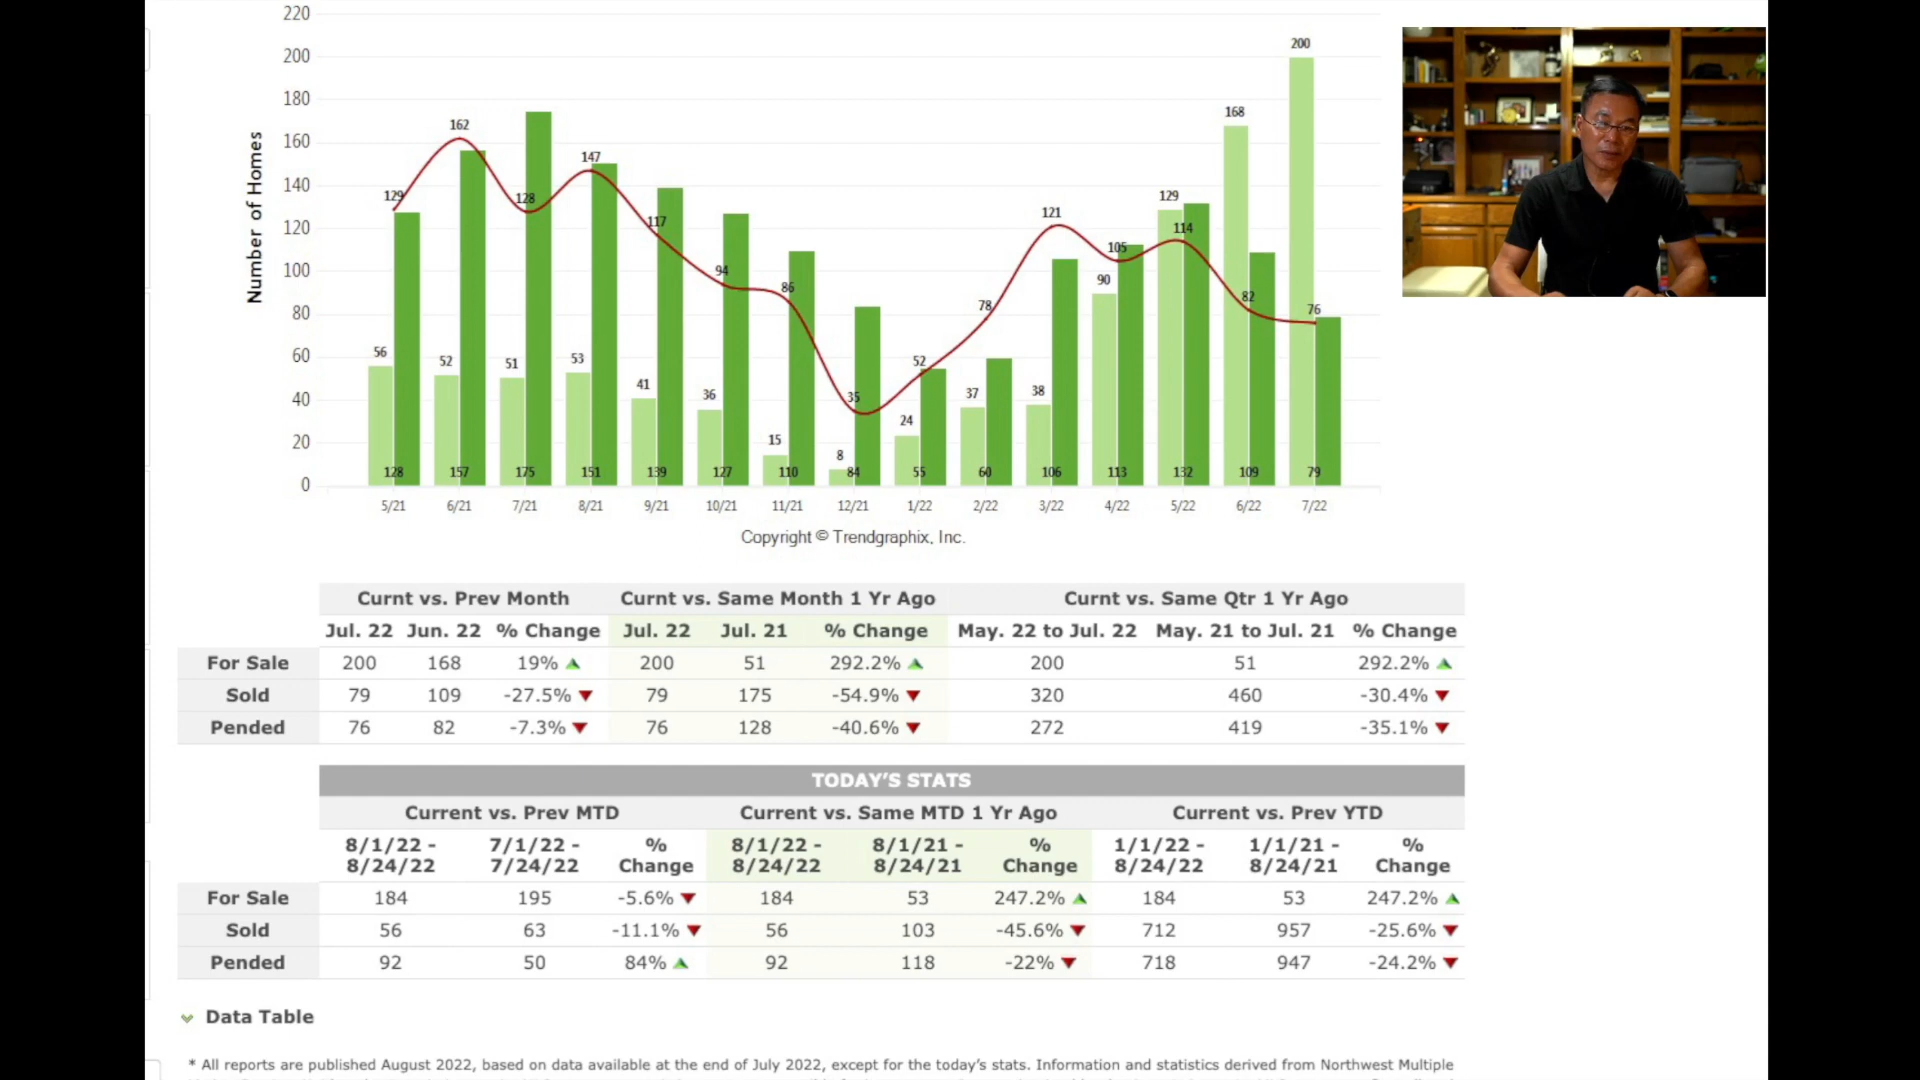 220
200
180
160
140
120
100
80
60
40
20
0
Number of Homes
129 162 128 147 117 94 86 35 52 78 121 105 114 82 76
56 52 51 53 41 36 15 8 24 37 38 90 129 168 200
128 157 175 151 139 127 110 84 55 60 106 113 132 109 79
5/21 6/21 7/21 8/21 9/21 10/21 11/21 12/21 1/22 2/22 3/22 4/22 5/22 6/22 7/22
Copyright © Trendgraphix, Inc.
Curnt vs. Prev Month Curnt vs. Same Month 1 Yr Ago Curnt vs. Same Qtr 1 Yr Ago
Jul. 22 Jun. 22 % Change Jul. 22 Jul. 21 % Change May. 22 to Jul. 22 May. 21 to Jul. 21 % Change
For Sale 200 168 19% 200 51 292.2% 200 51 292.2%
Sold 79 109 -27.5% 79 175 -54.9% 320 460 -30.4%
Pended 76 82 -7.3% 76 128 -40.6% 272 419 -35.1%
TODAY'S STATS
Current vs. Prev MTD Current vs. Same MTD 1 Yr Ago Current vs. Prev YTD
8/1/22 - 7/1/22 - % 8/1/22 - 8/1/21 - % 1/1/22 - 1/1/21 - %
8/24/22 7/24/22 Change 8/24/22 8/24/21 Change 8/24/22 8/24/21 Change
For Sale 184 195 -5.6% 184 53 247.2% 184 53 247.2%
Sold 56 63 -11.1% 56 103 -45.6% 712 957 -25.6%
Pended 92 50 84% 92 118 -22% 718 947 -24.2%
Data Table
* All reports are published August 2022, based on data available at the end of July 2022, except for the today's stats. Information and statistics derived from Northwest Multiple